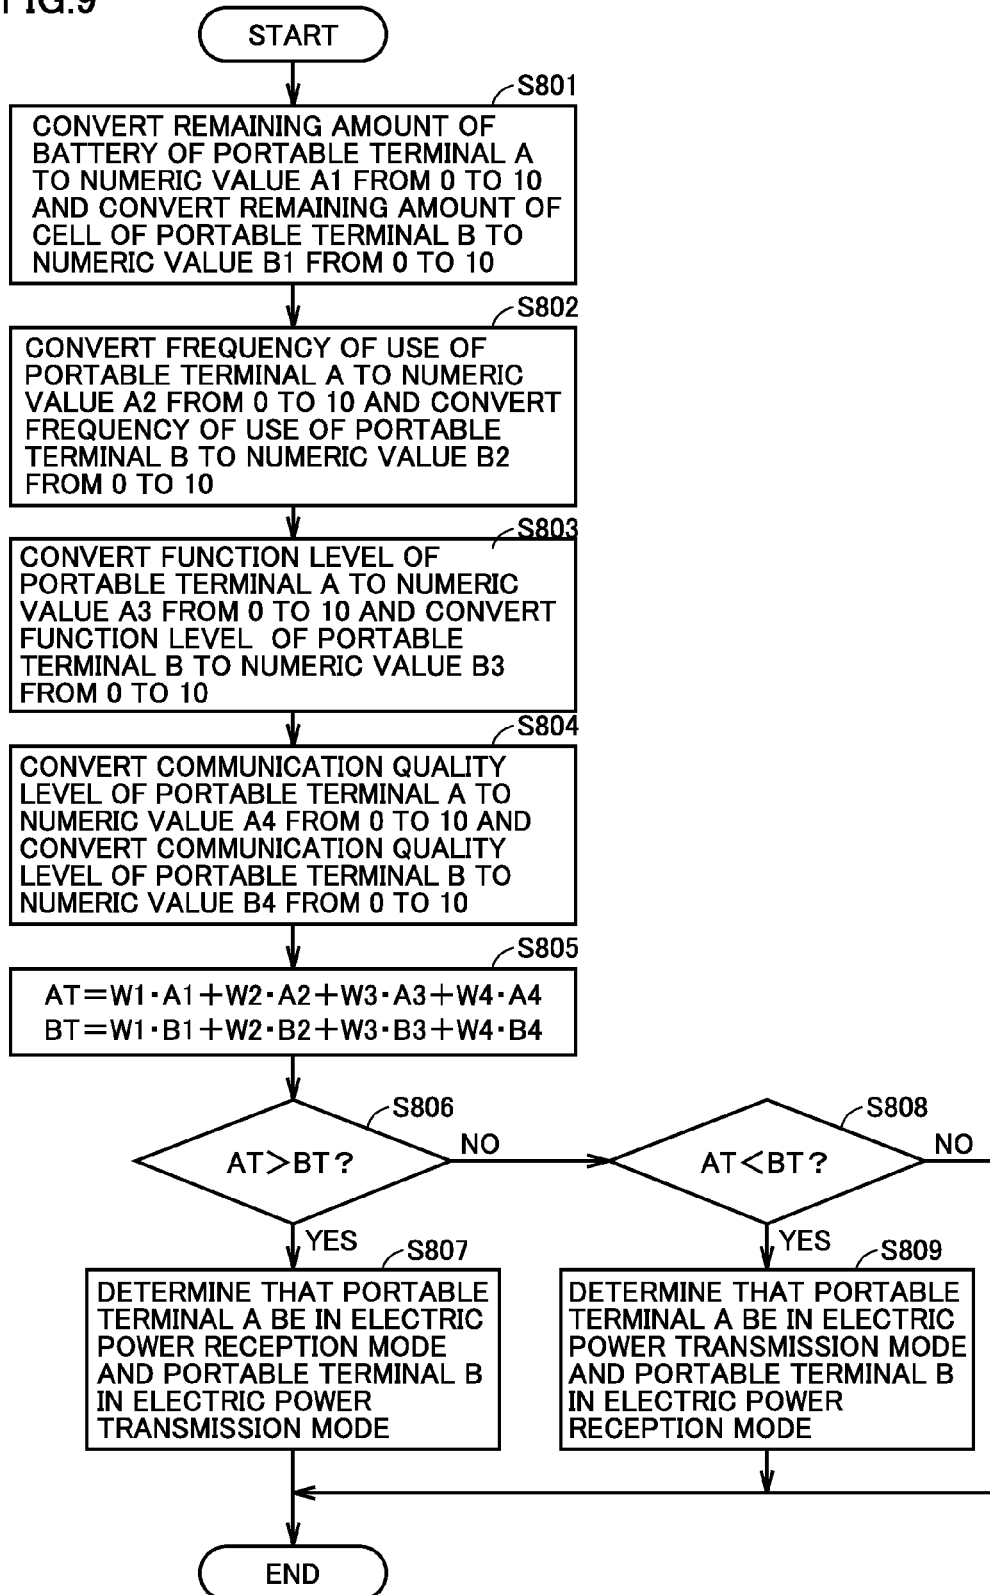 FIG.9
START
S801
CONVERT REMAINING AMOUNT OF
BATTERY OF PORTABLE TERMINAL A
TO NUMERIC VALUE A1 FROM 0 TO 10
AND CONVERT REMAINING AMOUNT OF
CELL OF PORTABLE TERMINAL B TO
NUMERIC VALUE B1 FROM 0 TO 10
S802
CONVERT FREQUENCY OF USE OF
PORTABLE TERMINAL A TO NUMERIC
VALUE A2 FROM 0 TO 10 AND CONVERT
FREQUENCY OF USE OF PORTABLE
TERMINAL B TO NUMERIC VALUE B2
FROM 0 TO 10
S803
CONVERT FUNCTION LEVEL OF
PORTABLE TERMINAL A TO NUMERIC
VALUE A3 FROM 0 TO 10 AND CONVERT
FUNCTION LEVEL OF PORTABLE
TERMINAL B TO NUMERIC VALUE B3
FROM 0 TO 10
S804
CONVERT COMMUNICATION QUALITY
LEVEL OF PORTABLE TERMINAL A TO
NUMERIC VALUE A4 FROM 0 TO 10 AND
CONVERT COMMUNICATION QUALITY
LEVEL OF PORTABLE TERMINAL B TO
NUMERIC VALUE B4 FROM 0 TO 10
S805
AT=W1·A1+W2·A2+W3·A3+W4·A4
BT=W1·B1+W2·B2+W3·B3+W4·B4
S806
AT>BT?
NO
YES
S807
DETERMINE THAT PORTABLE
TERMINAL A BE IN ELECTRIC
POWER RECEPTION MODE
AND PORTABLE TERMINAL B
IN ELECTRIC POWER
TRANSMISSION MODE
S808
AT<BT?
NO
YES
S809
DETERMINE THAT PORTABLE
TERMINAL A BE IN ELECTRIC
POWER TRANSMISSION MODE
AND PORTABLE TERMINAL B
IN ELECTRIC POWER
RECEPTION MODE
END